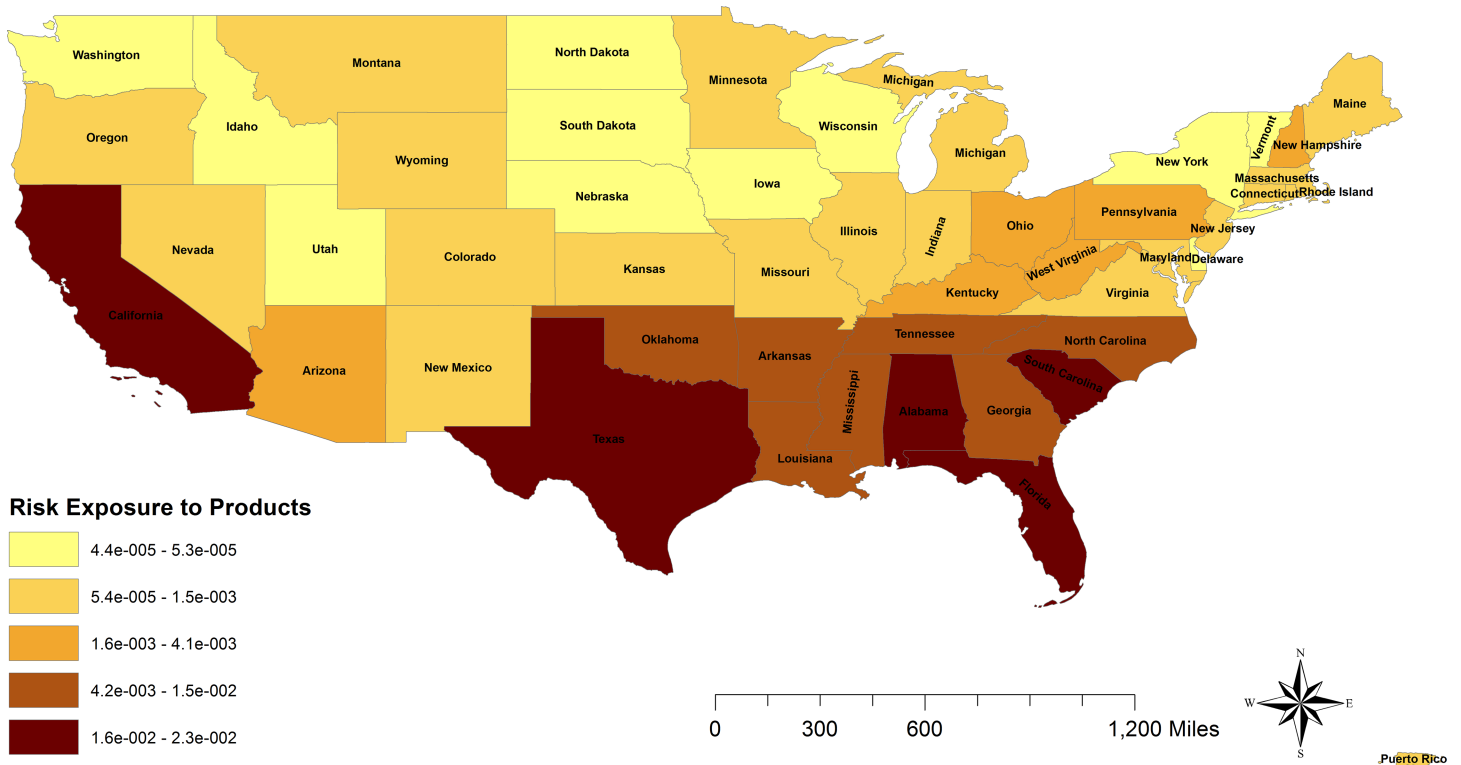 Washington
Montana
North Dakota
Minnesota
Michigan
Maine
Oregon
Idaho
South Dakota
Wisconsin
Vermont
New Hampshire
Wyoming
Michigan
New York
Massachusetts
Iowa
Nebraska
Connecticut
Rhode Island
Pennsylvania
Ohio
Illinois
Indiana
New Jersey
Nevada
Utah
Colorado
Kansas
Missouri
West Virginia
Maryland
Delaware
Kentucky
Virginia
California
Oklahoma
Tennessee
North Carolina
Arkansas
Arizona
New Mexico
South Carolina
Mississippi
Alabama
Georgia
Texas
Louisiana
Florida
Risk Exposure to Products
4.4e-005 - 5.3e-005
5.4e-005 - 1.5e-003
1.6e-003 - 4.1e-003
4.2e-003 - 1.5e-002
1.6e-002 - 2.3e-002
0 300 600 1,200 Miles
N
W E
S
Puerto Rico